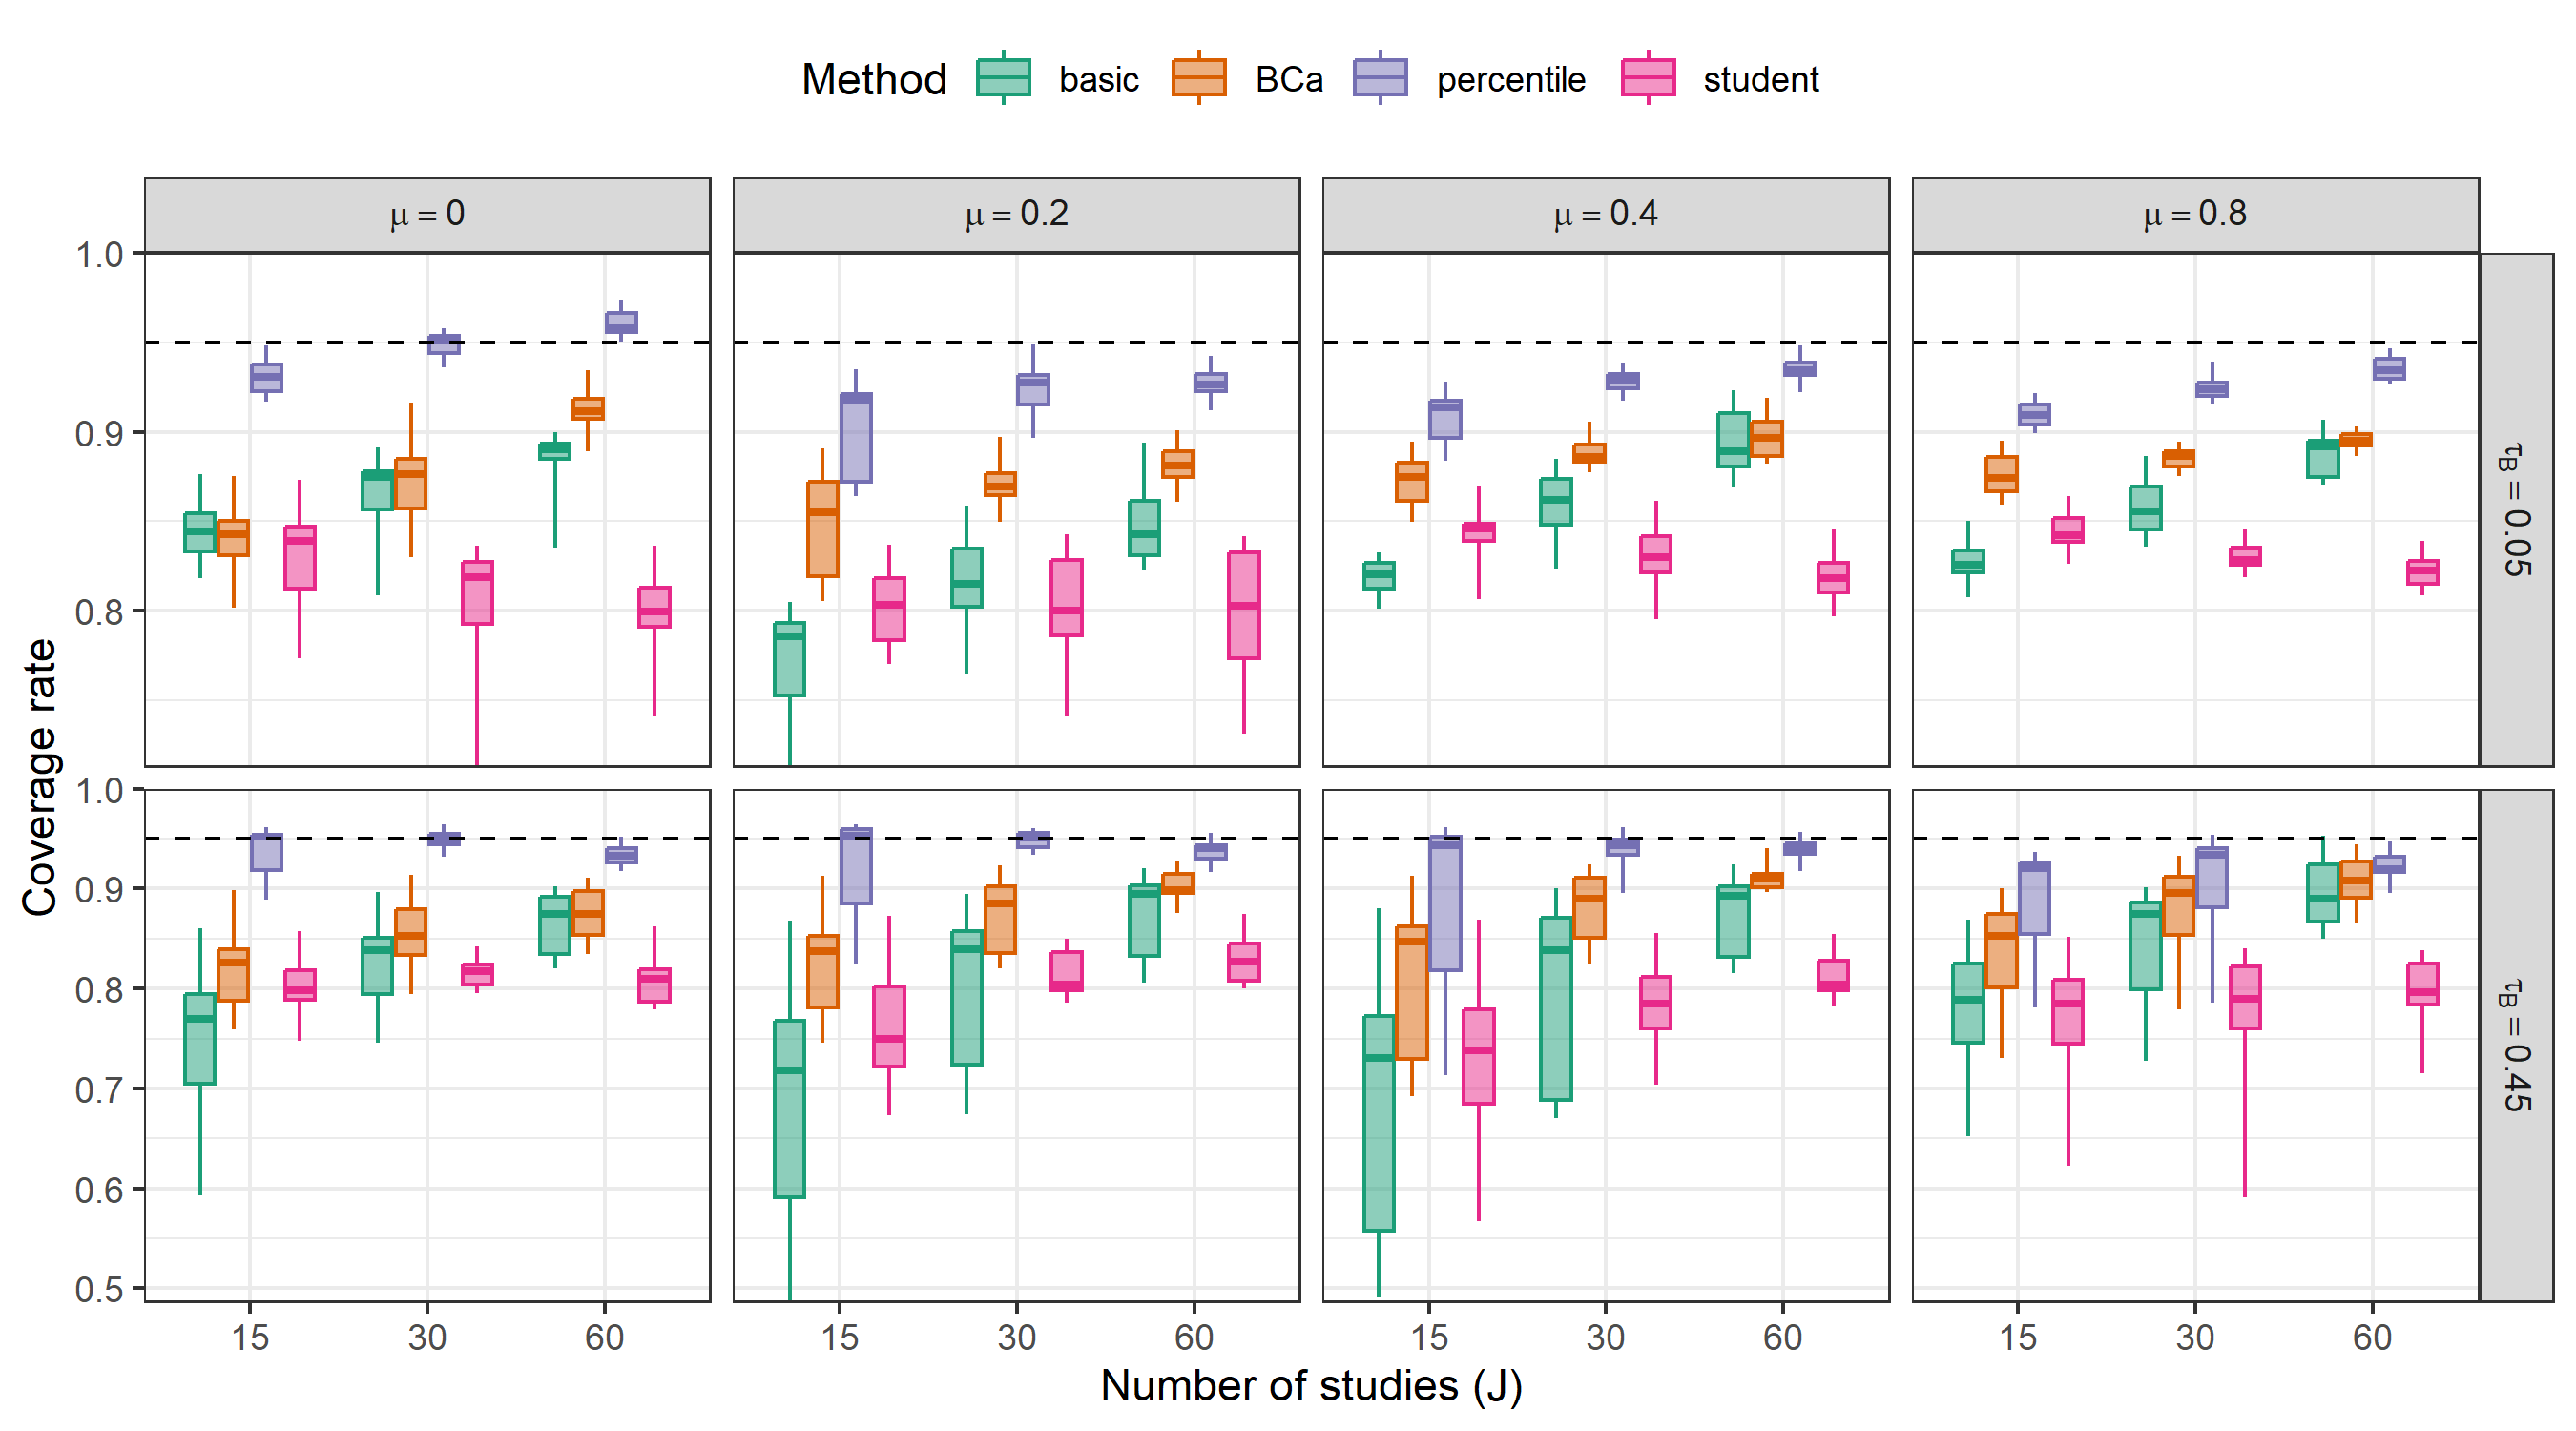 Method basic BCa percentile student
μ = 0 μ = 0.2 μ = 0.4 μ = 0.8
1.0
0.9
0.8
τB = 0.05
Coverage rate
1.0
0.9
0.8
0.7
0.6
0.5
τB = 0.45
15 30 60 15 30 60 15 30 60 15 30 60
Number of studies (J)